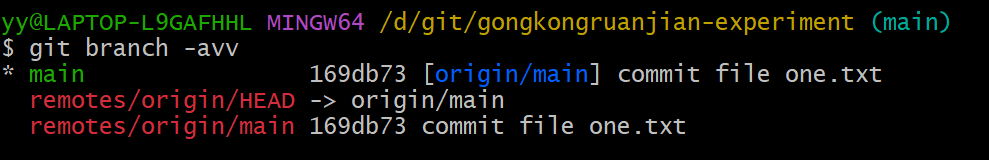 yy@LAPTOP-L9GAFHHL MINGW64 /d/git/gongkongruanjian-experiment (main)
$ git branch -avv
* main                169db73 [origin/main] commit file one.txt
  remotes/origin/HEAD -> origin/main
  remotes/origin/main 169db73 commit file one.txt